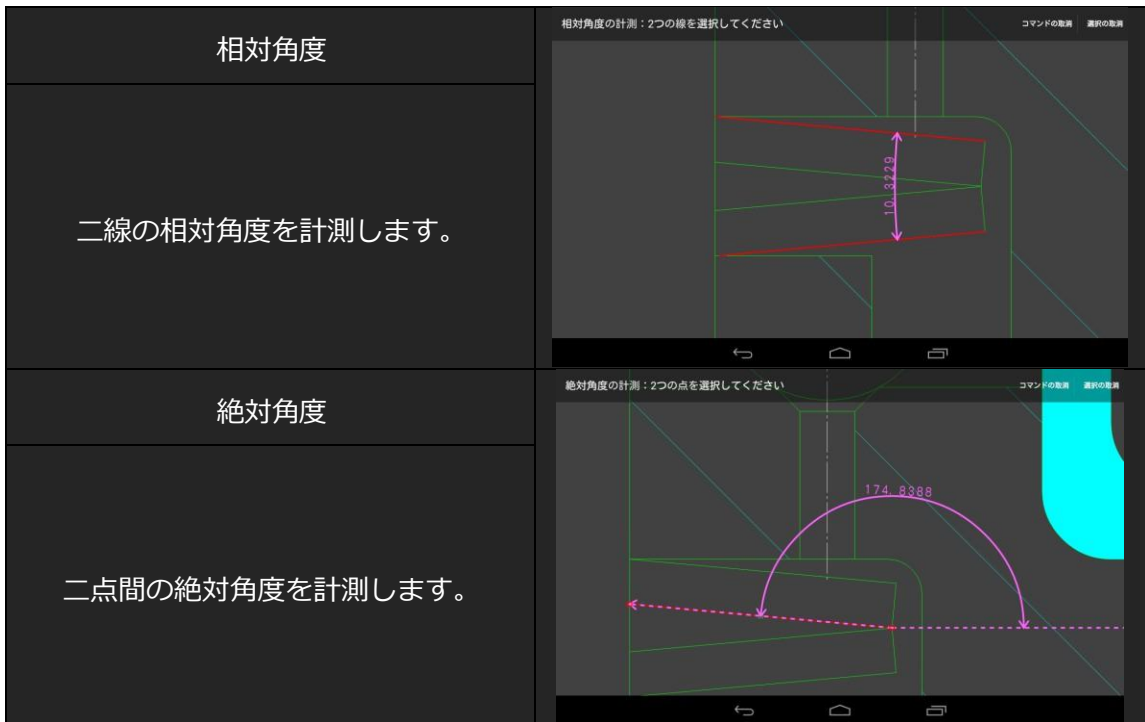 相対角度
二線の相対角度を計測します。
相対角度の計測：2つの線を選択してください
コマンドの取消 選択の取消
10. 3229
絶対角度
二点間の絶対角度を計測します。
絶対角度の計測：2つの点を選択してください
コマンドの取消 選択の取消
174. 8388